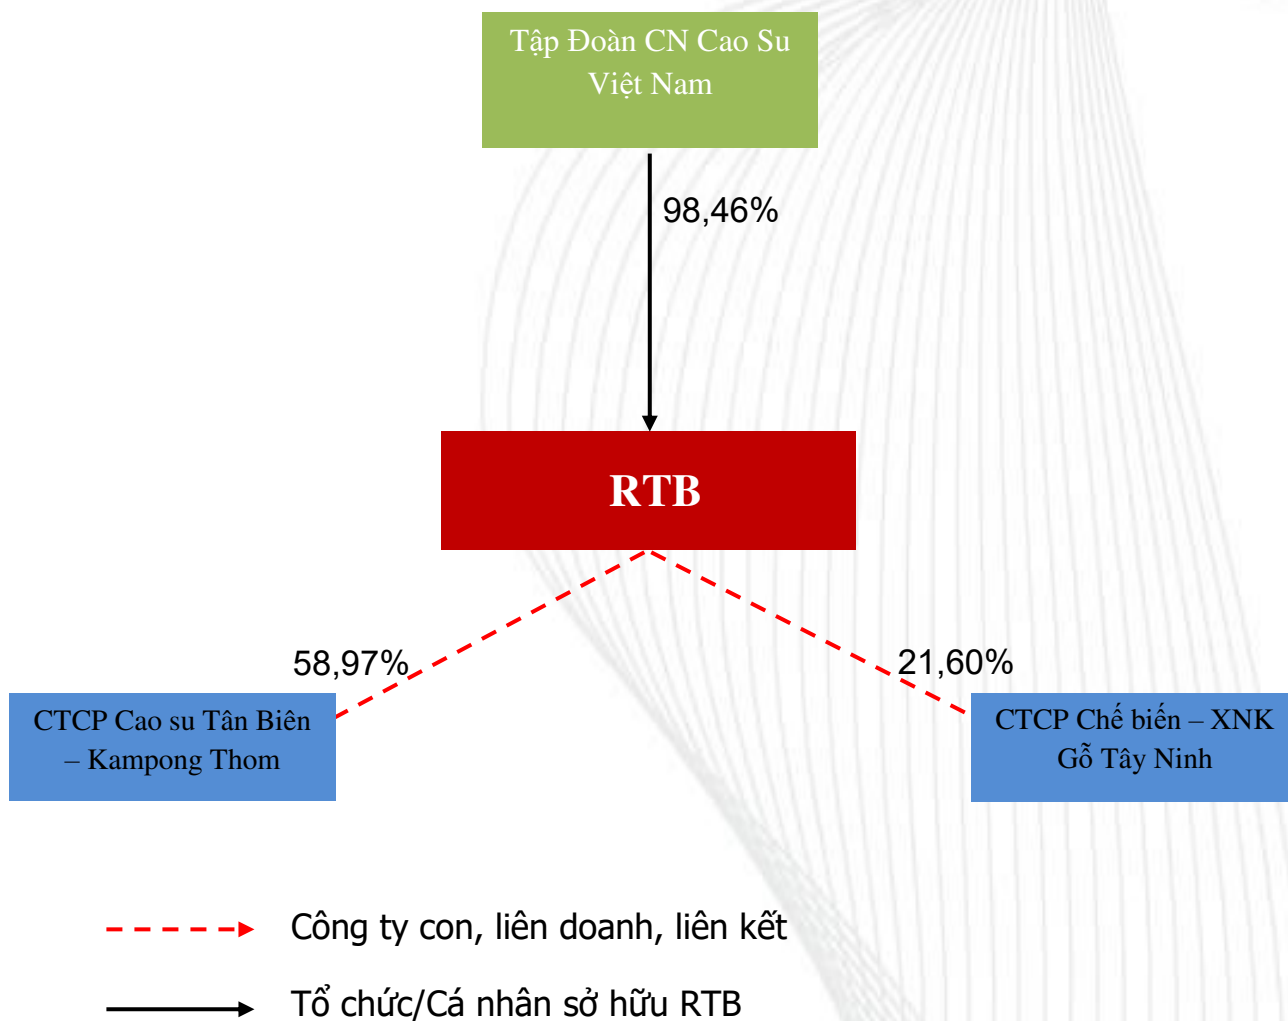 Tập Đoàn CN Cao Su
Việt Nam
98,46%
RTB
58,97%
21,60%
CTCP Cao su Tân Biên
– Kampong Thom
CTCP Chế biến – XNK
Gỗ Tây Ninh
Công ty con, liên doanh, liên kết
Tổ chức/Cá nhân sở hữu RTB